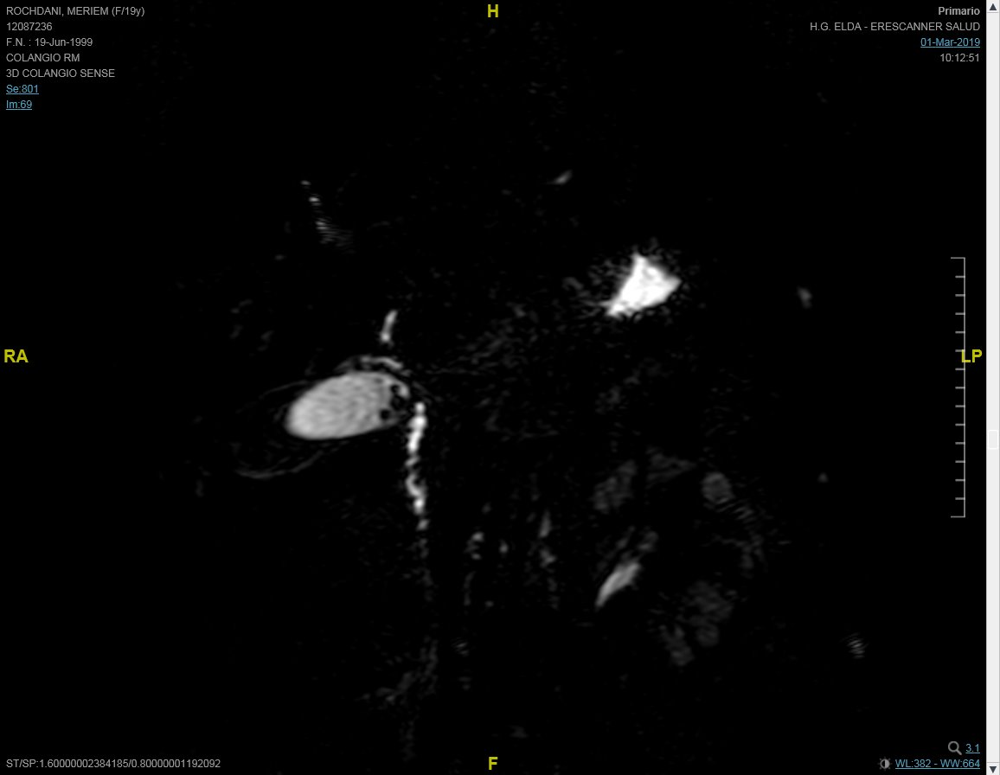 ROCHDANI, MERIEM (F/19y)
12087236
F.N. : 19-Jun-1999
COLANGIO RM
3D COLANGIO SENSE
Se:801
Im:69
H
Primario
H.G. ELDA - ERESCANNER SALUD
01-Mar-2019
10:12:51
RA
LP
ST/SP:1.60000002384185/0.80000001192092
F
3.1
WL:382 - WW:664